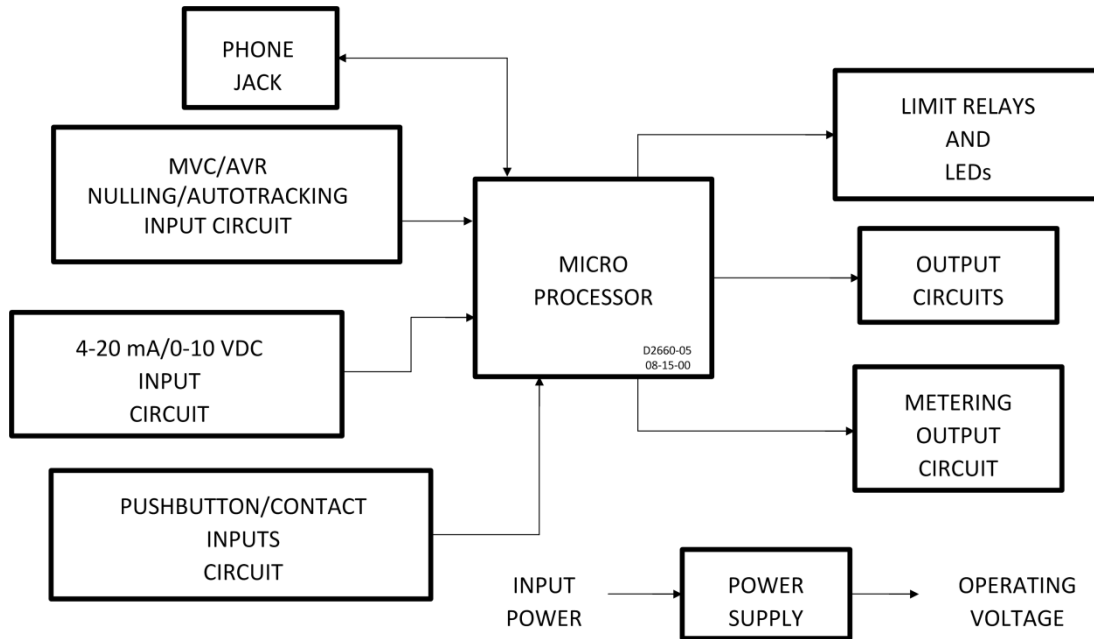 PHONE
JACK
MVC/AVR
NULLING/AUTOTRACKING
INPUT CIRCUIT
4-20 mA/0-10 VDC
INPUT
CIRCUIT
PUSHBUTTON/CONTACT
INPUTS
CIRCUIT
MICRO
PROCESSOR
D2660-05
08-15-00
LIMIT RELAYS
AND
LEDs
OUTPUT
CIRCUITS
METERING
OUTPUT
CIRCUIT
INPUT
POWER
POWER
SUPPLY
OPERATING
VOLTAGE